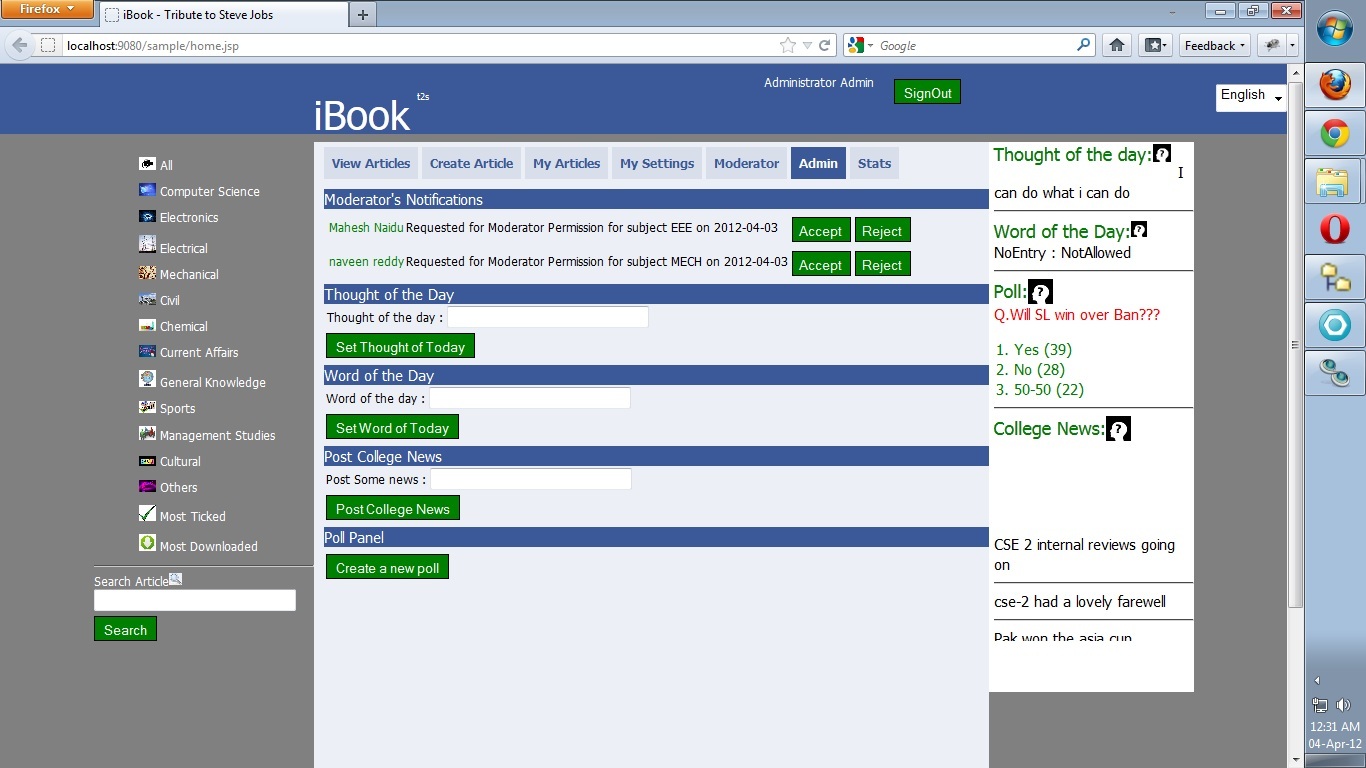 Firefox
iBook - Tribute to Steve Jobs
localhost:9080/sample/home.jsp
Google
Feedback
iBook t2s
Administrator Admin
SignOut
English
All
Computer Science
Electronics
Electrical
Mechanical
Civil
Chemical
Current Affairs
General Knowledge
Sports
Management Studies
Cultural
Others
Most Ticked
Most Downloaded
Search Article
Search
View Articles
Create Article
My Articles
My Settings
Moderator
Admin
Stats
Moderator's Notifications
Mahesh Naidu Requested for Moderator Permission for subject EEE on 2012-04-03 Accept Reject
naveen reddy Requested for Moderator Permission for subject MECH on 2012-04-03 Accept Reject
Thought of the Day
Thought of the day :
Set Thought of Today
Word of the Day
Word of the day :
Set Word of Today
Post College News
Post Some news :
Post College News
Poll Panel
Create a new poll
Thought of the day:
can do what i can do
Word of the Day:
NoEntry : NotAllowed
Poll:
Q.Will SL win over Ban???
1. Yes (39)
2. No (28)
3. 50-50 (22)
College News:
CSE 2 internal reviews going
on
cse-2 had a lovely farewell
Pak won the asia cup
12:31 AM
04-Apr-12